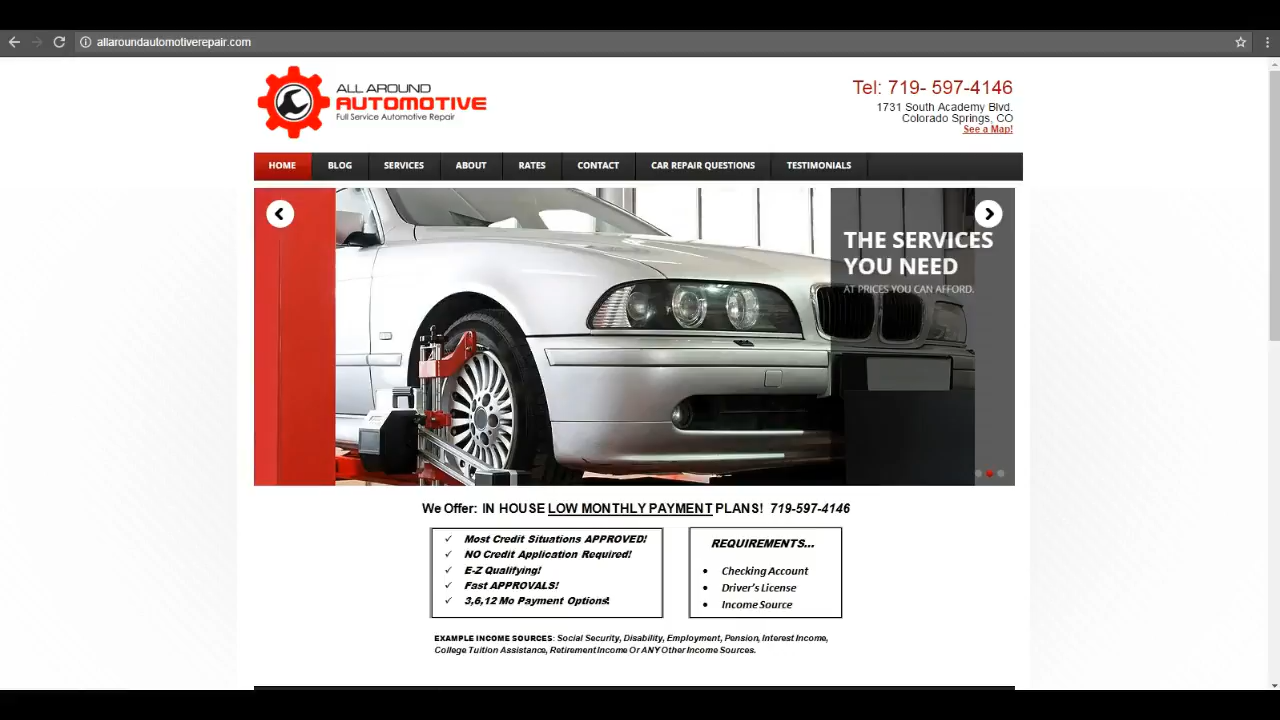 allaroundautomotiverepair.com
ALL AROUND
AUTOMOTIVE
Full Service Automotive Repair
Tel: 719- 597-4146
1731 South Academy Blvd.
Colorado Springs, CO
See a Map!
HOME BLOG SERVICES ABOUT RATES CONTACT CAR REPAIR QUESTIONS TESTIMONIALS
THE SERVICES
YOU NEED
AT PRICES YOU CAN AFFORD.
We Offer: IN HOUSE LOW MONTHLY PAYMENT PLANS! 719-597-4146
✓ Most Credit Situations APPROVED!
✓ NO Credit Application Required!
✓ E-Z Qualifying!
✓ Fast APPROVALS!
✓ 3,6,12 Mo Payment Options!
REQUIREMENTS...
• Checking Account
• Driver's License
• Income Source
EXAMPLE INCOME SOURCES: Social Security, Disability, Employment, Pension, Interest Income,
College Tuition Assistance, Retirement Income Or ANY Other Income Sources.